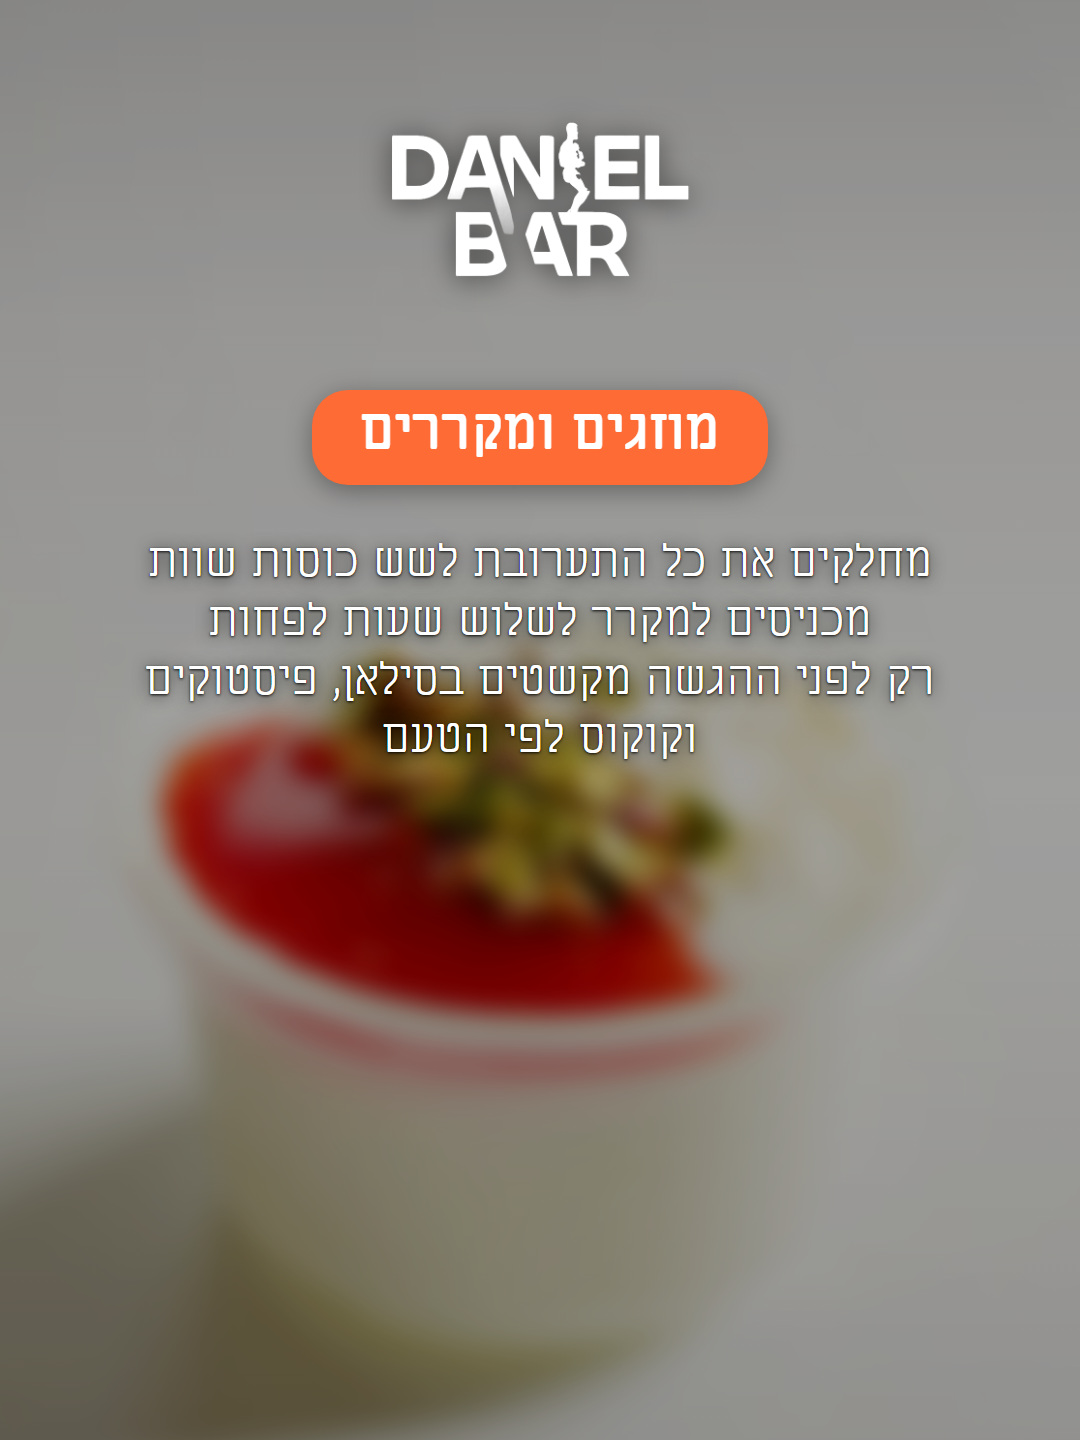 DANIEL
BAR
מוזגים ומקררים
מחלקים את כל התערובת לשש כוסות שוות
מכניסים למקרר לשלוש שעות לפחות
רק לפני ההגשה מקשטים בסילאן, פיסטוקים
וקוקוס לפי הטעם